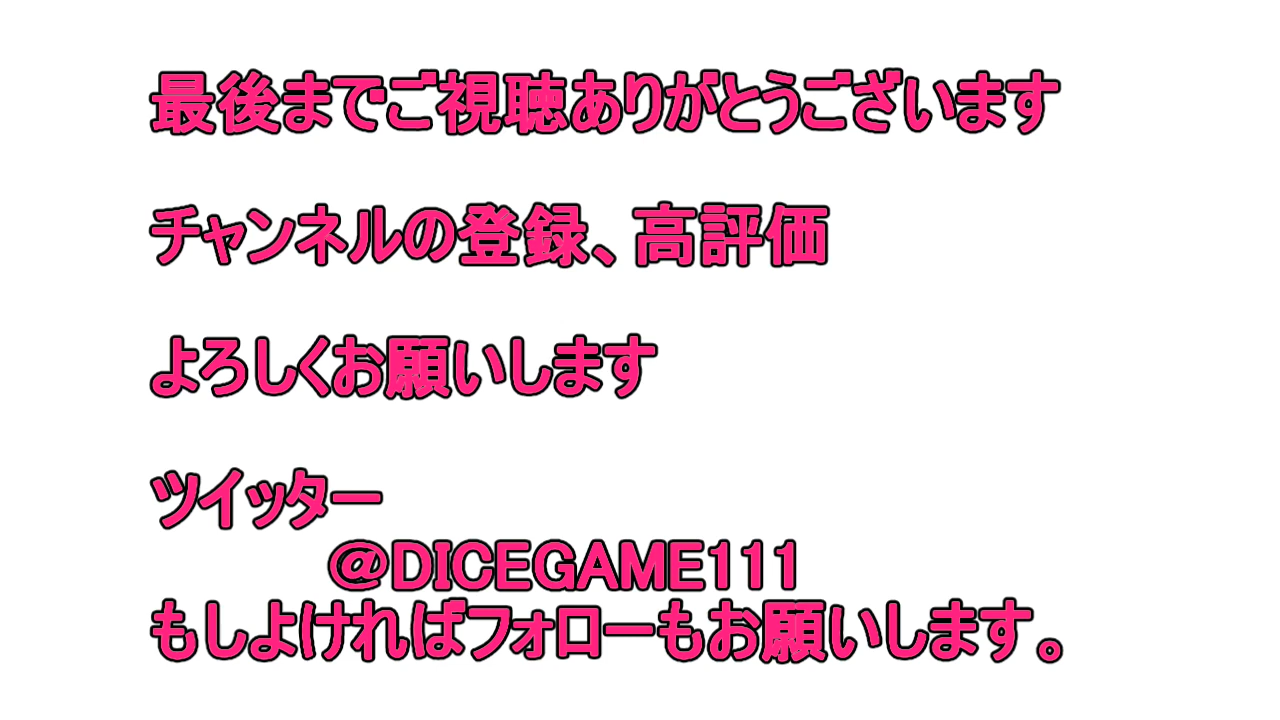 最後までご視聴ありがとうございます
チャンネルの登録、高評価
よろしくお願いします
ツイッター
@DICEGAME111
もしよければフォローもお願いします。